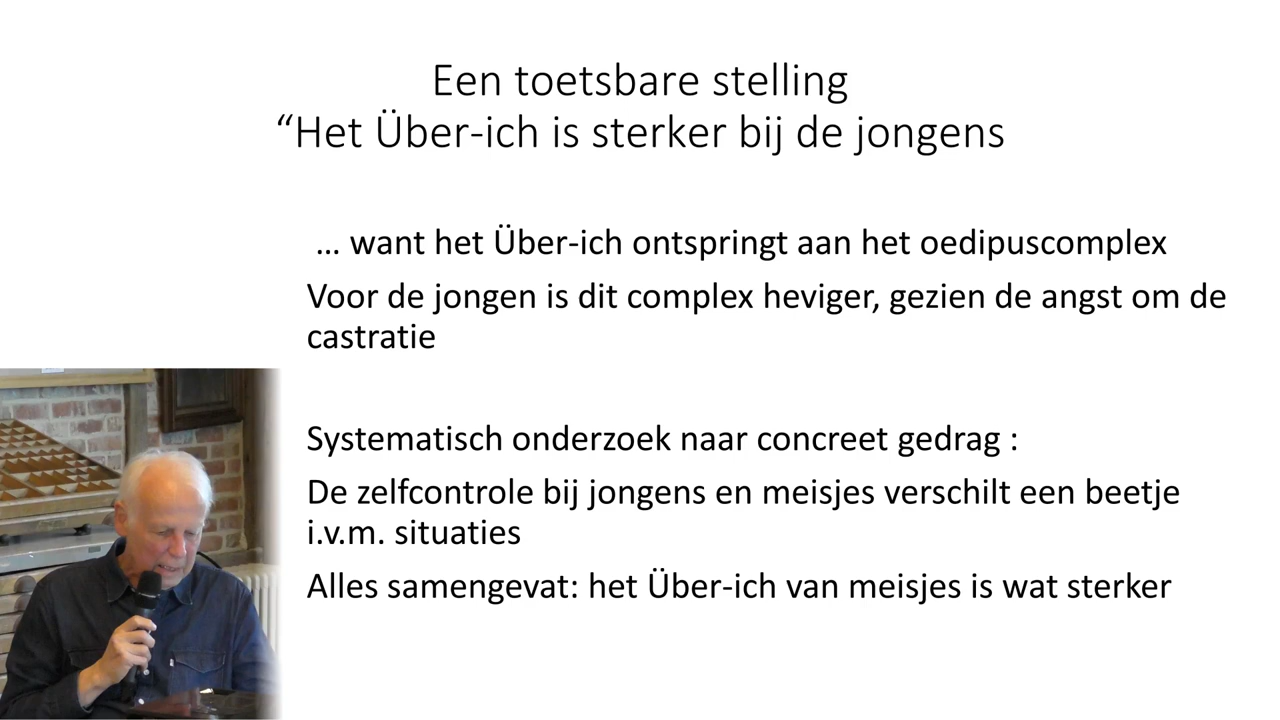 Een toetsbare stelling
“Het Über-ich is sterker bij de jongens
… want het Über-ich ontspringt aan het oedipuscomplex
Voor de jongen is dit complex heviger, gezien de angst om de
castratie
Systematisch onderzoek naar concreet gedrag :
De zelfcontrole bij jongens en meisjes verschilt een beetje
i.v.m. situaties
Alles samengevat: het Über-ich van meisjes is wat sterker